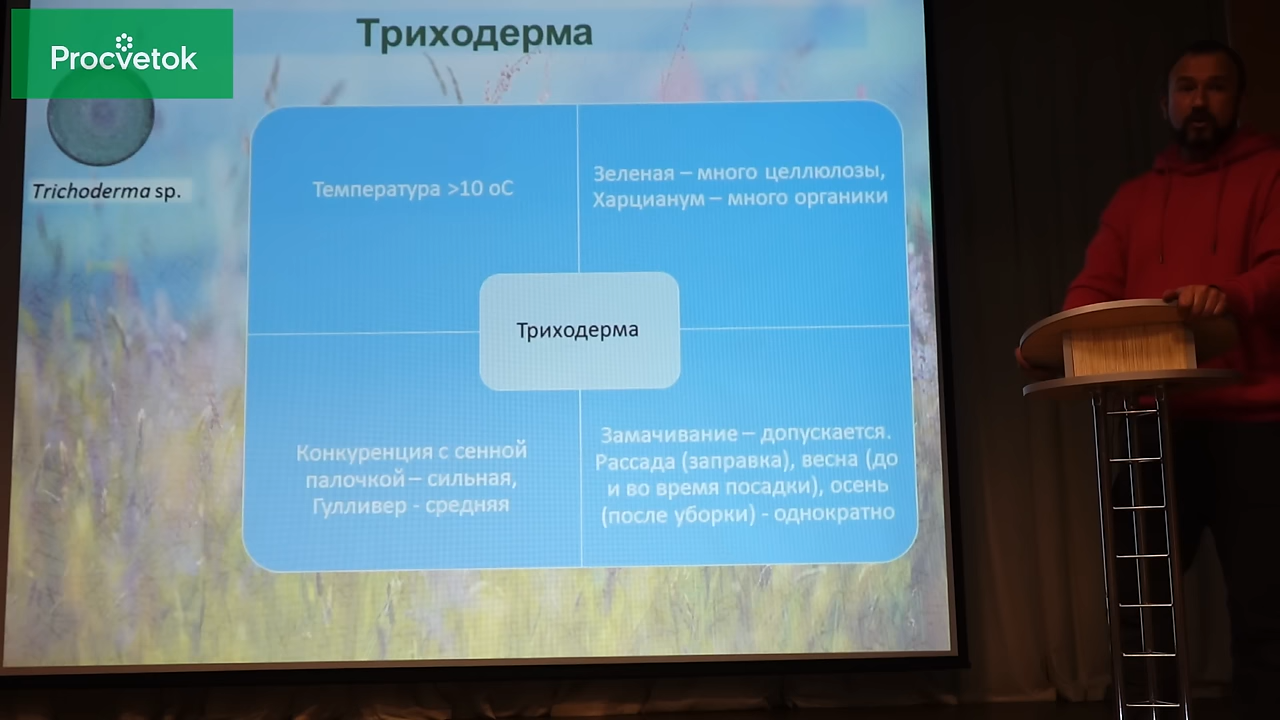 Procvetok
Триходерма
Trichoderma sp.
Температура >10 оС
Зеленая – много целлюлозы,
Харцианум – много органики
Триходерма
Конкуренция с сенной
палочкой – сильная,
Гулливер - средняя
Замачивание – допускается.
Рассада (заправка), весна (до
и во время посадки), осень
(после уборки) - однократно